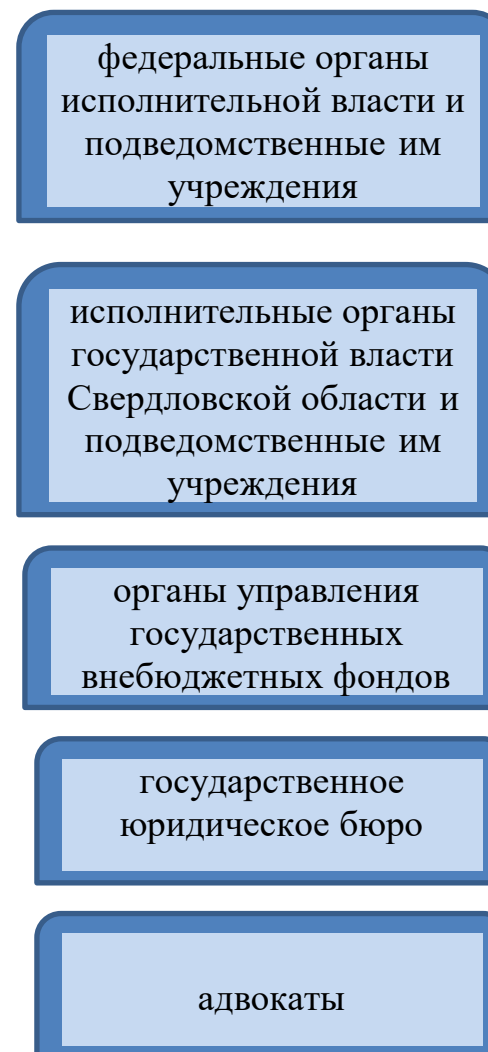 федеральные органы
исполнительной власти и
подведомственные им
учреждения
исполнительные органы
государственной власти
Свердловской области и
подведомственные им
учреждения
органы управления
государственных
внебюджетных фондов
государственное
юридическое бюро
адвокаты